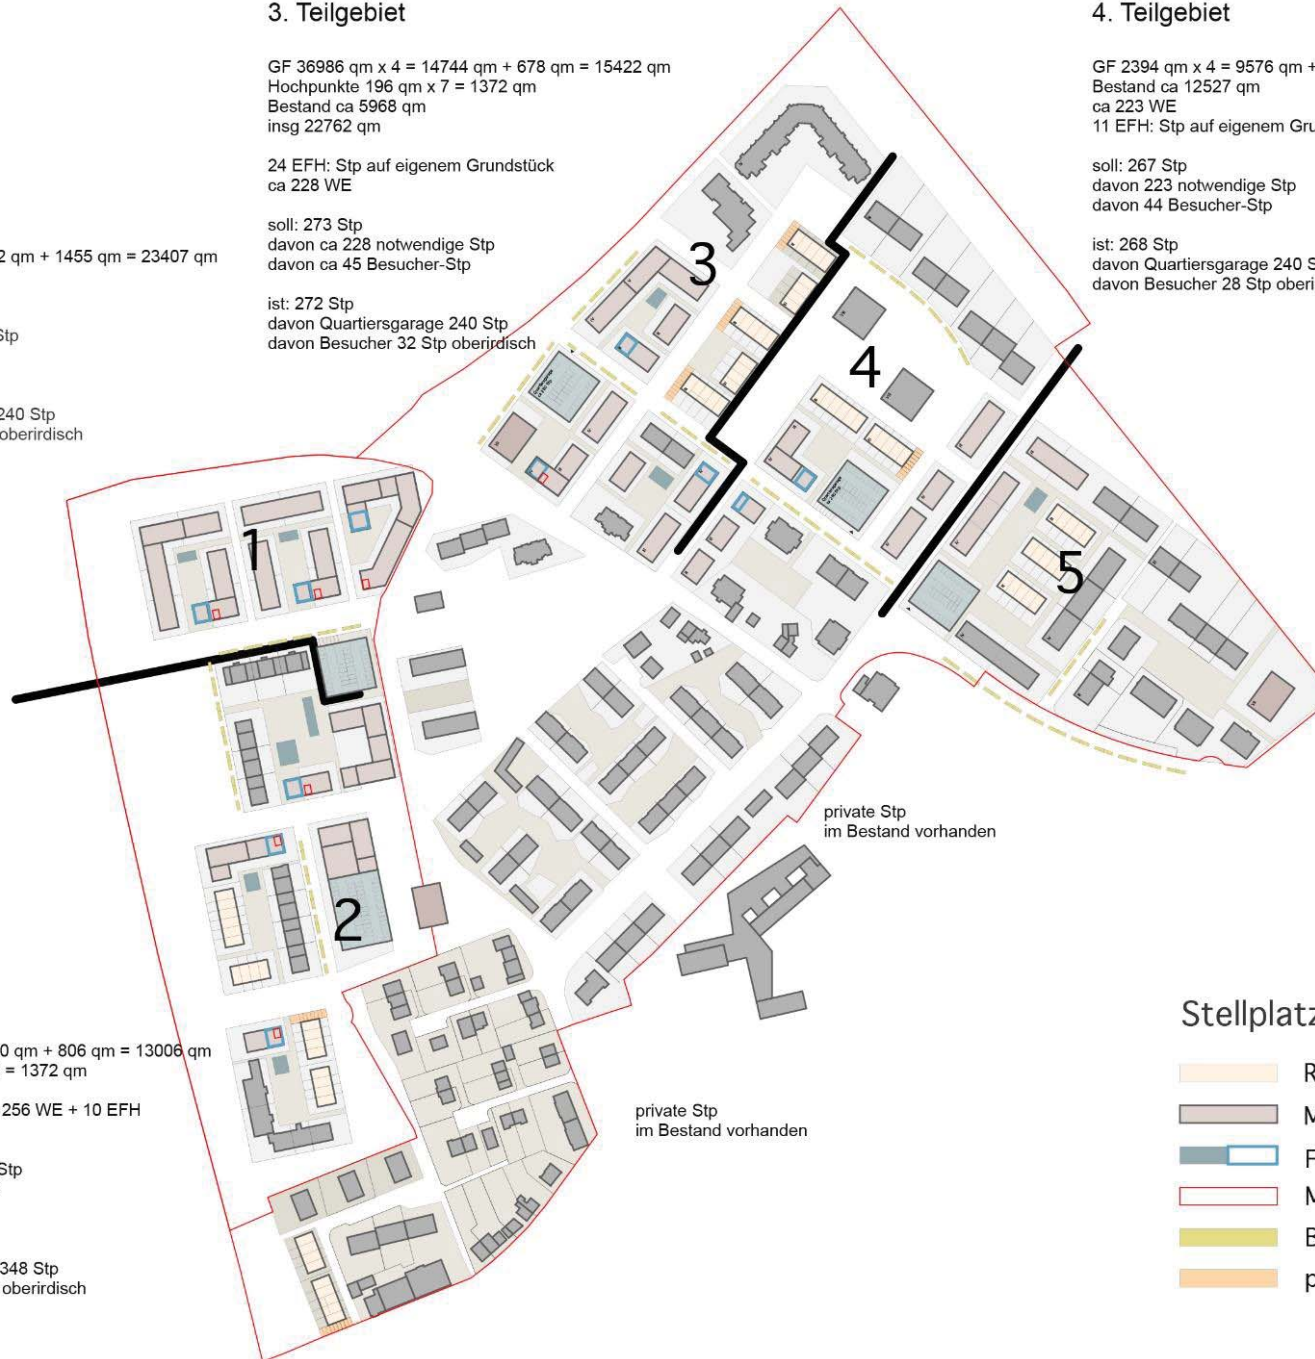 3. Teilgebiet
GF 36986 qm x 4 = 14744 qm + 678 qm = 15422 qm
Hochpunkte 196 qm x 7 = 1372 qm
Bestand ca 5968 qm
insg 22762 qm
24 EFH: Stp auf eigenem Grundstück
ca 228 WE
soll: 273 Stp
davon ca 228 notwendige Stp
davon ca 45 Besucher-Stp
ist: 272 Stp
davon Quartiersgarage 240 Stp
davon Besucher 32 Stp oberirdisch
4. Teilgebiet
GF 2394 qm x 4 = 9576 qm +
Bestand ca 12527 qm
ca 223 WE
11 EFH: Stp auf eigenem Gru
soll: 267 Stp
davon 223 notwendige Stp
davon 44 Besucher-Stp
ist: 268 Stp
davon Quartiersgarage 240 S
davon Besucher 28 Stp oberi
2 qm + 1455 qm = 23407 qm
Stp
240 Stp
oberirdisch
3
4
1
5
2
private Stp
im Bestand vorhanden
0 qm + 806 qm = 13006 qm
= 1372 qm
256 WE + 10 EFH
Stp
348 Stp
oberirdisch
private Stp
im Bestand vorhanden
Stellplatz
R
M
F
M
B
p